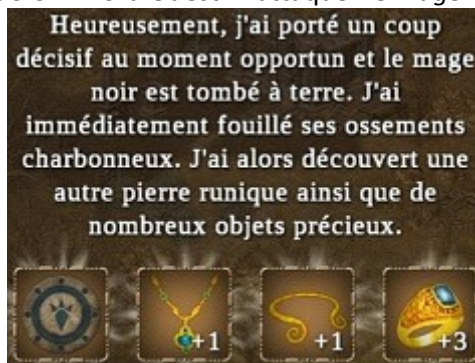 Heureusement, j'ai porté un coup
décisif au moment opportun et le mage
noir est tombé à terre. J'ai
immédiatement fouillé ses ossements
charbonneux. J'ai alors découvert une
autre pierre runique ainsi que de
nombreux objets précieux.
+1 +1 +3